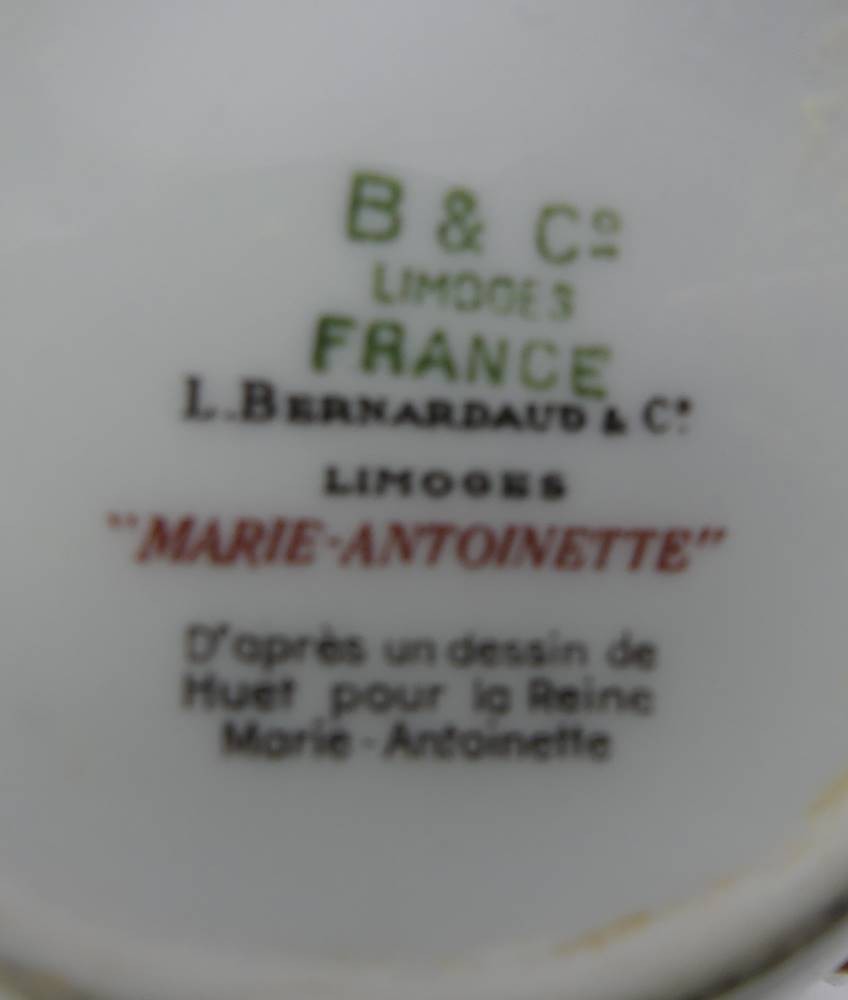 B & Cº
LIMOGES
FRANCE
L. BERNARDAUD & Cº
LIMOGES
"MARIE-ANTOINETTE"
D'après un dessin de
Huet pour la Reine
Marie-Antoinette